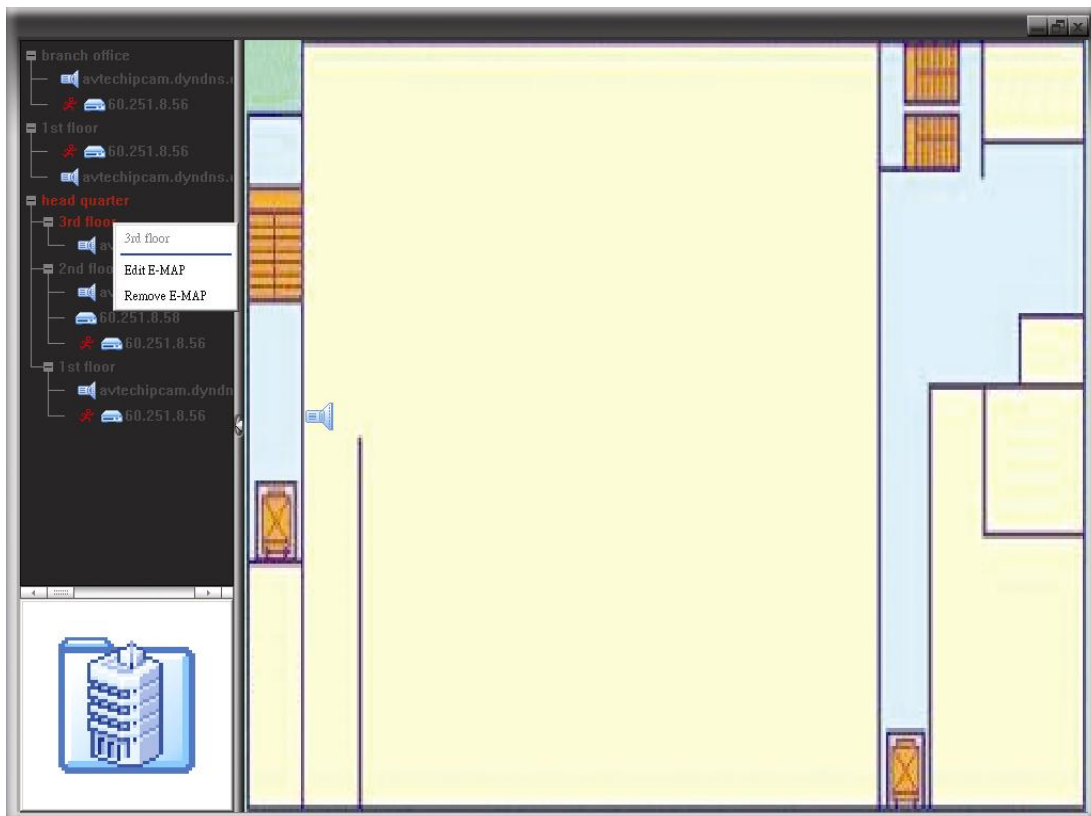 branch office
avtechipcam.dyndns.
60.251.8.56
1st floor
60.251.8.56
avtechipcam.dyndns.
head quarter
3rd floor
3rd floor
Edit E-MAP
Remove E-MAP
2nd floo
60.251.8.58
60.251.8.56
1st floor
avtechipcam.dyndn
60.251.8.56